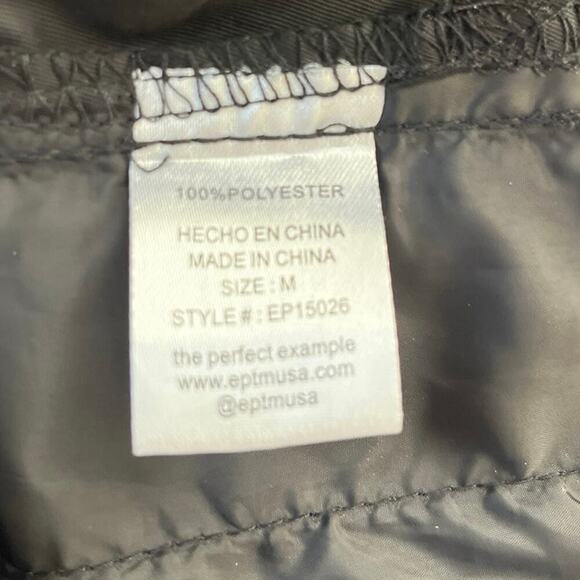 100%POLYESTER
HECHO EN CHINA
MADE IN CHINA
SIZE : M
STYLE # : EP15026
the perfect example
www.eptmusa.com
@eptmusa